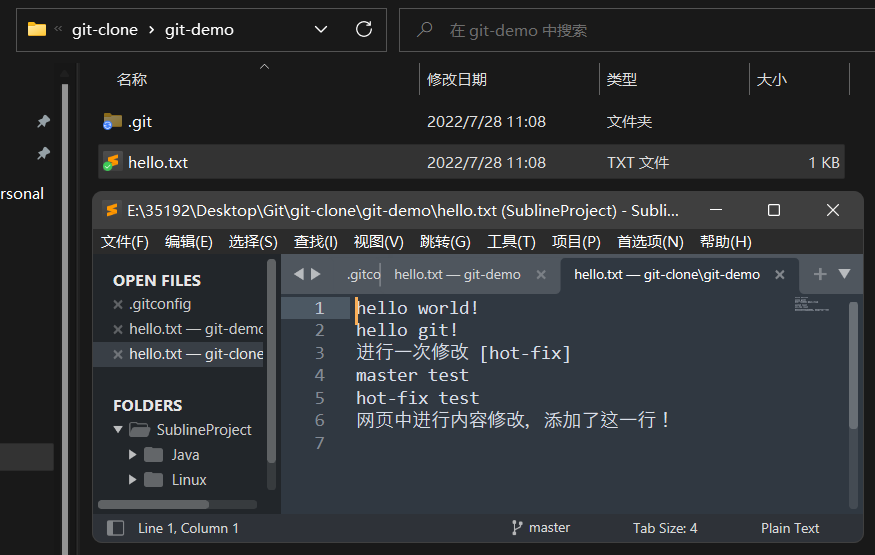 git-clone › git-demo
在 git-demo 中搜索
名称 修改日期 类型 大小
.git 2022/7/28 11:08 文件夹
hello.txt 2022/7/28 11:08 TXT 文件 1 KB
rsonal
E:\35192\Desktop\Git\git-clone\git-demo\hello.txt (SublineProject) - Subli...
文件(F) 编辑(E) 选择(S) 查找(I) 视图(V) 跳转(G) 工具(T) 项目(P) 首选项(N) 帮助(H)
OPEN FILES
.gitconfig
hello.txt — git-demo
hello.txt — git-clone
FOLDERS
SublineProject
Java
Linux
.gitco hello.txt — git-demo hello.txt — git-clone\git-demo
1 hello world!
2 hello git!
3 进行一次修改 [hot-fix]
4 master test
5 hot-fix test
6 网页中进行内容修改，添加了这一行！
7
Line 1, Column 1 master Tab Size: 4 Plain Text